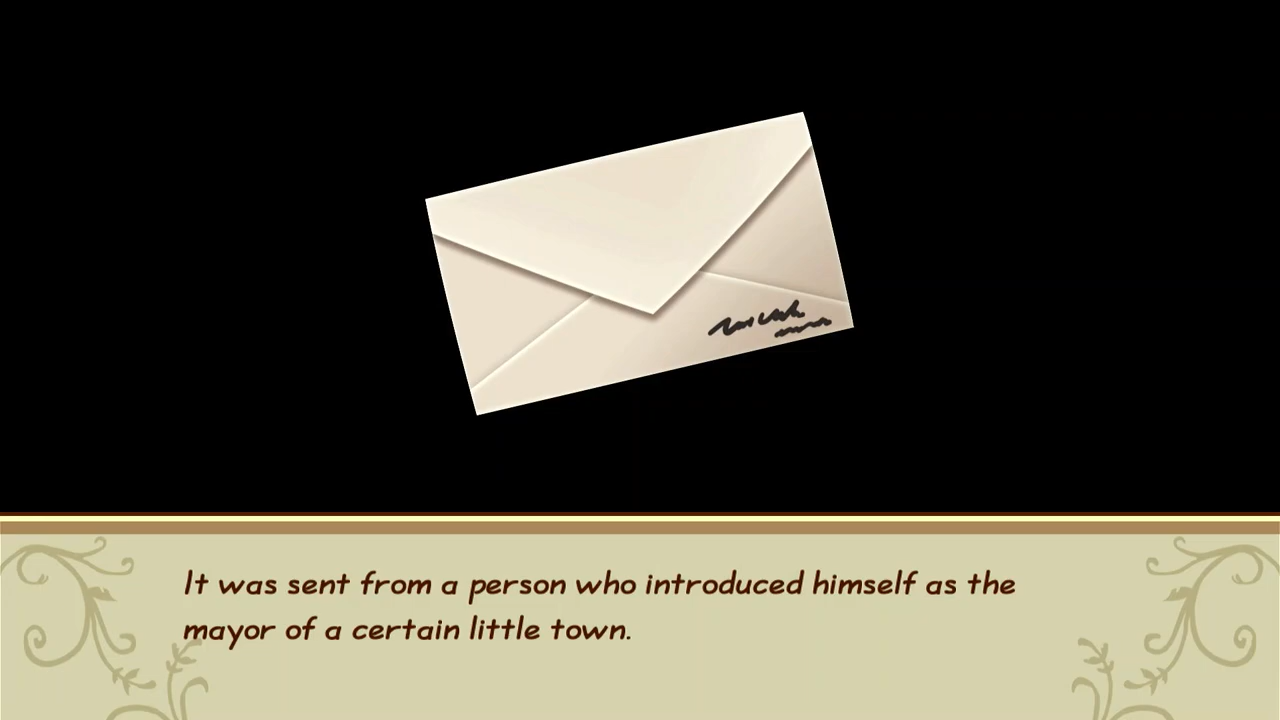 It was sent from a person who introduced himself as the
mayor of a certain little town.